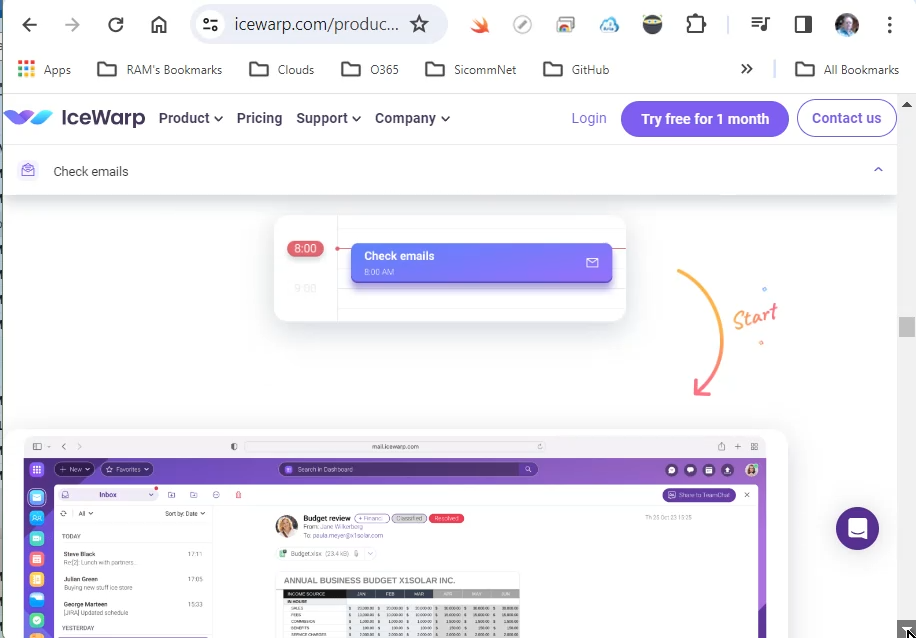 icewarp.com/produc...
Apps
RAM's Bookmarks
Clouds
O365
SicommNet
GitHub
All Bookmarks
IceWarp
Product
Pricing
Support
Company
Login
Try free for 1 month
Contact us
Check emails
8:00
Check emails
8:00 AM
9:00
Start
mail.icewarp.com
+ New
Favorites
Search in Dashboard
Inbox
Share to TeamChat
All
Sort by: Date
Budget review
+ Financ
Classified
Resolved
Th 25 Oct 23 15:25
From: Jane Wilkerborg
To: paula.meyer@x1solar.com
Budget.xlsx (23.4 kB)
TODAY
Steve Black 17:11
Re[2]: Lunch with partners...
Julian Green 17:05
Buying new stuff ice store
George Marteen 15:33
[JIRA] Updated schedule
YESTERDAY
ANNUAL BUSINESS BUDGET X1SOLAR INC.
INCOME SOURCE JAN FEB MAR APR MAY JUN
IN HOUSE
SALES
FEES
COMMISSION
BENEFITS
SERVICE CHARGES